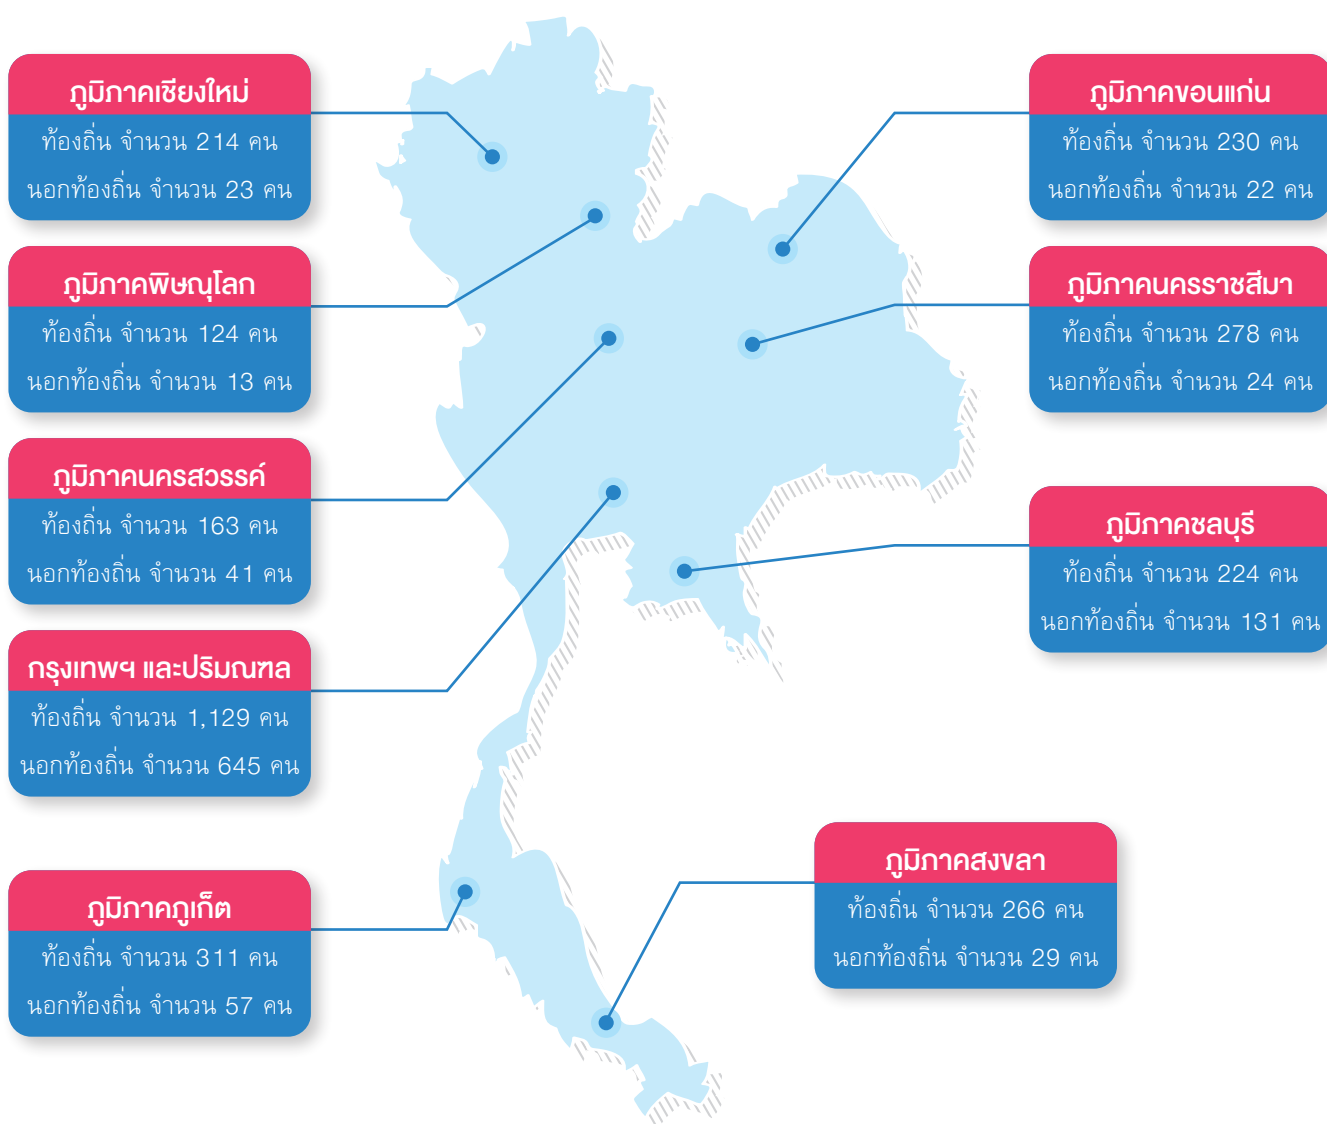 ภูมิภาคเชียงใหม่
ท้องถิ่น จำนวน 214 คน
นอกท้องถิ่น จำนวน 23 คน
ภูมิภาคพิษณุโลก
ท้องถิ่น จำนวน 124 คน
นอกท้องถิ่น จำนวน 13 คน
ภูมิภาคนครสวรรค์
ท้องถิ่น จำนวน 163 คน
นอกท้องถิ่น จำนวน 41 คน
กรุงเทพฯ และปริมณฑล
ท้องถิ่น จำนวน 1,129 คน
นอกท้องถิ่น จำนวน 645 คน
ภูมิภาคภูเก็ต
ท้องถิ่น จำนวน 311 คน
นอกท้องถิ่น จำนวน 57 คน
ภูมิภาคขอนแก่น
ท้องถิ่น จำนวน 230 คน
นอกท้องถิ่น จำนวน 22 คน
ภูมิภาคนครราชสีมา
ท้องถิ่น จำนวน 278 คน
นอกท้องถิ่น จำนวน 24 คน
ภูมิภาคชลบุรี
ท้องถิ่น จำนวน 224 คน
นอกท้องถิ่น จำนวน 131 คน
ภูมิภาคสงขลา
ท้องถิ่น จำนวน 266 คน
นอกท้องถิ่น จำนวน 29 คน